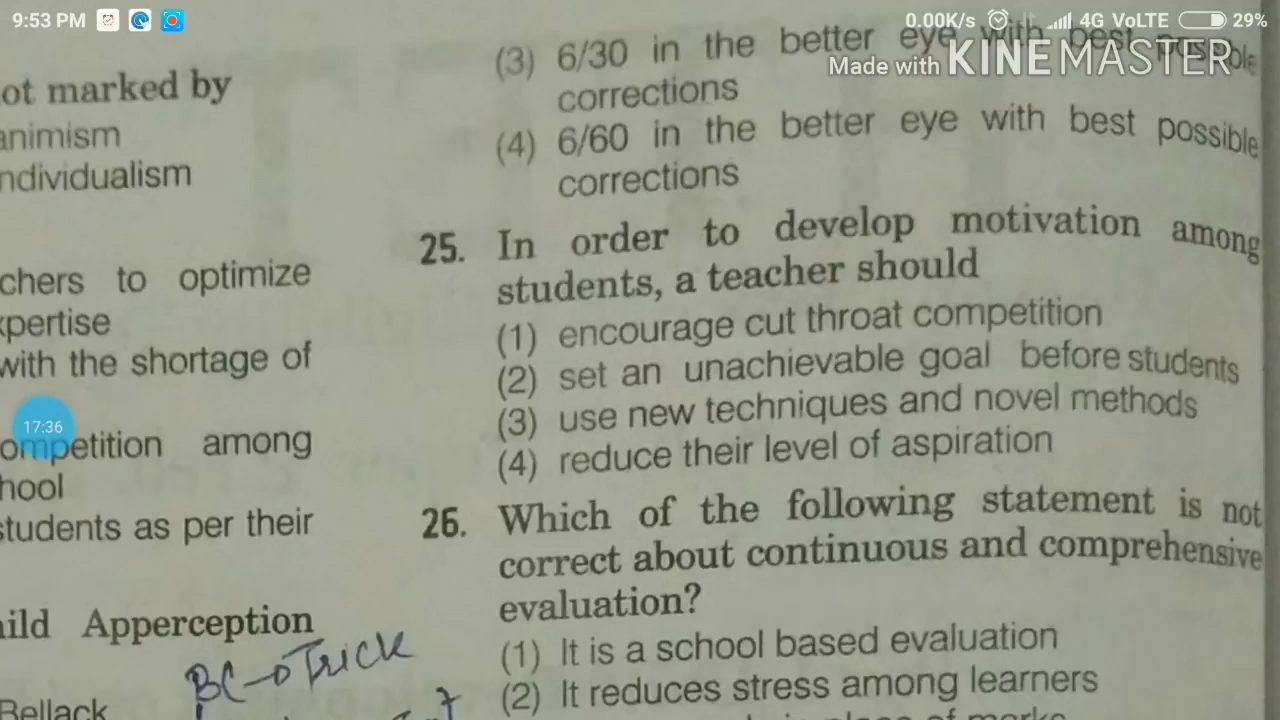 9:53 PM
0.00K/s 4G VoLTE 29%
Made with KINEMASTER
ot marked by
animism
ndividualism
chers to optimize
xpertise
with the shortage of
17:36
ompetition among
hool
students as per their
ild Apperception
BC→Trick
Bellack
(3) 6/30 in the better eye with best possible
corrections
(4) 6/60 in the better eye with best possible
corrections
25. In order to develop motivation among
students, a teacher should
(1) encourage cut throat competition
(2) set an unachievable goal before students
(3) use new techniques and novel methods
(4) reduce their level of aspiration
26. Which of the following statement is not
correct about continuous and comprehensive
evaluation?
(1) It is a school based evaluation
(2) It reduces stress among learners